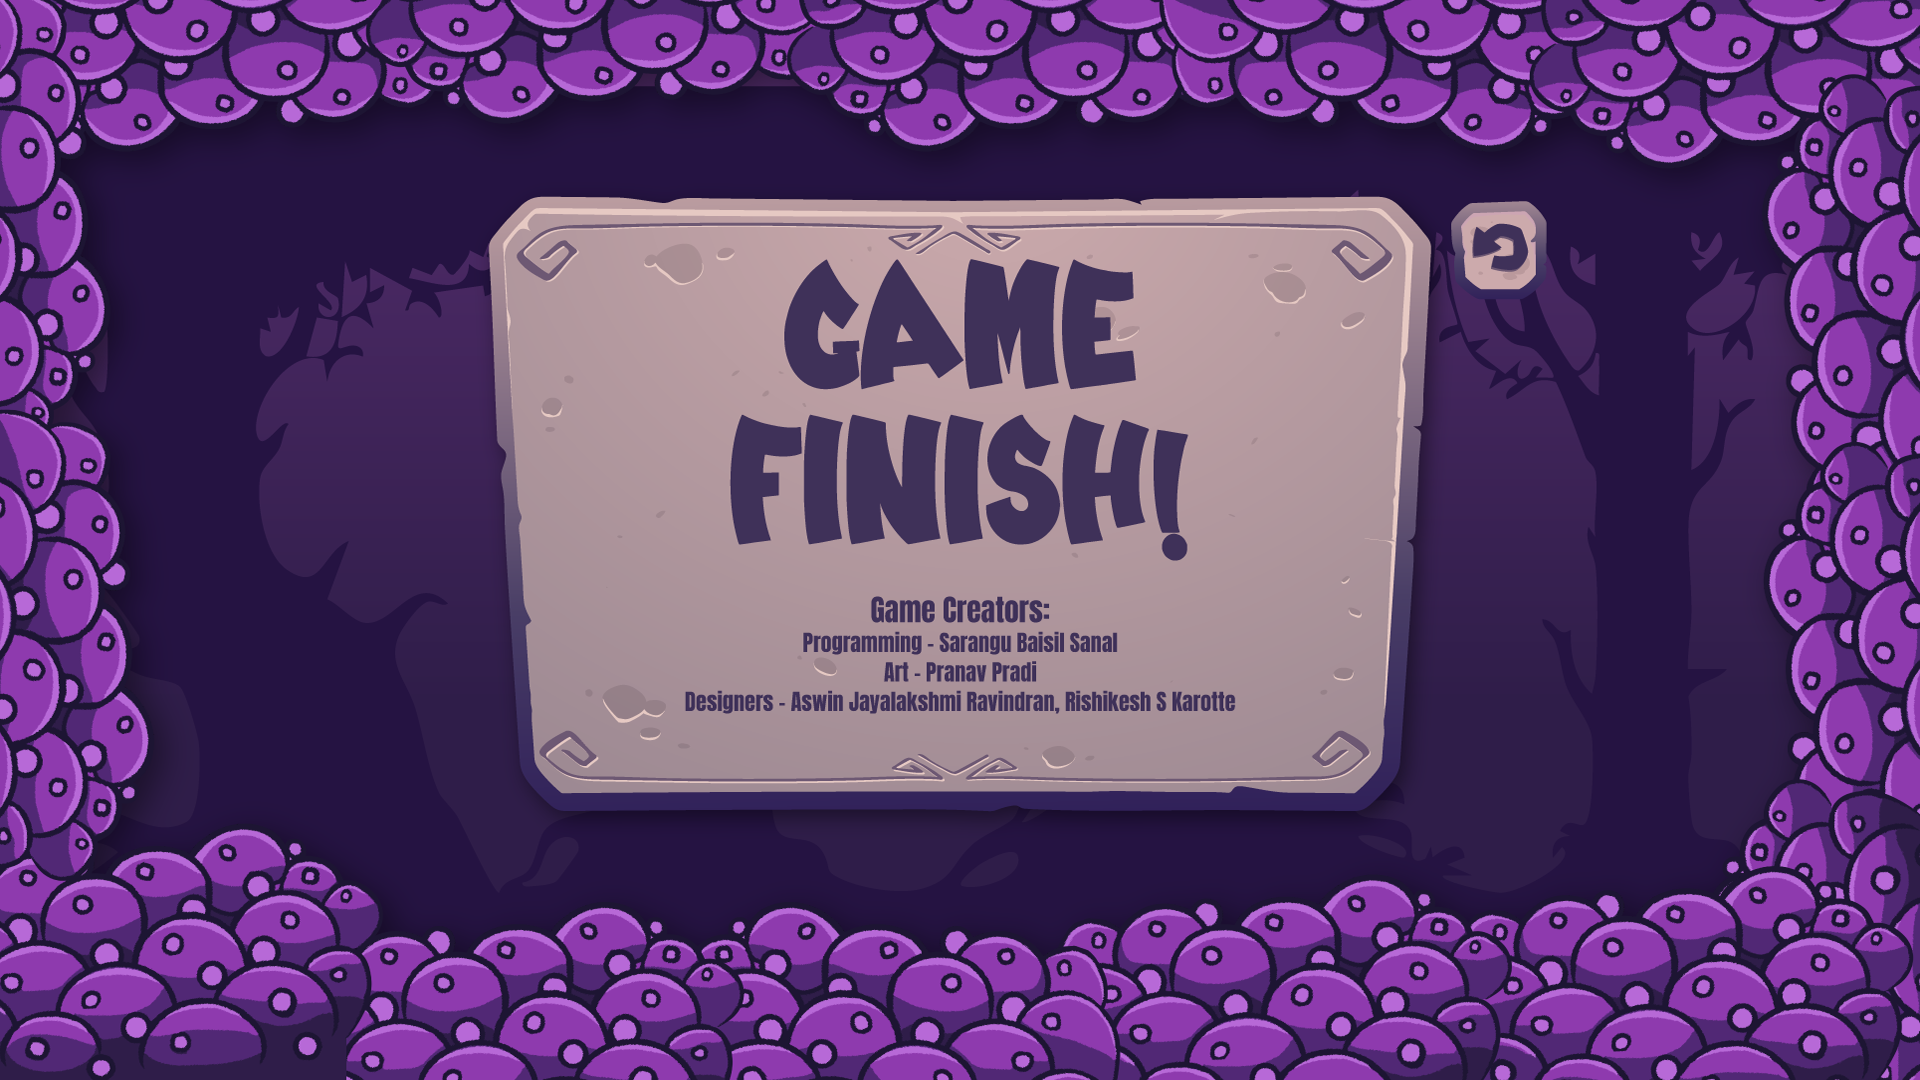 GAME
FINISH!
Game Creators:
Programming - Sarangu Baisil Sanal
Art - Pranav Pradi
Designers - Aswin Jayalakshmi Ravindran, Rishikesh S Karotte